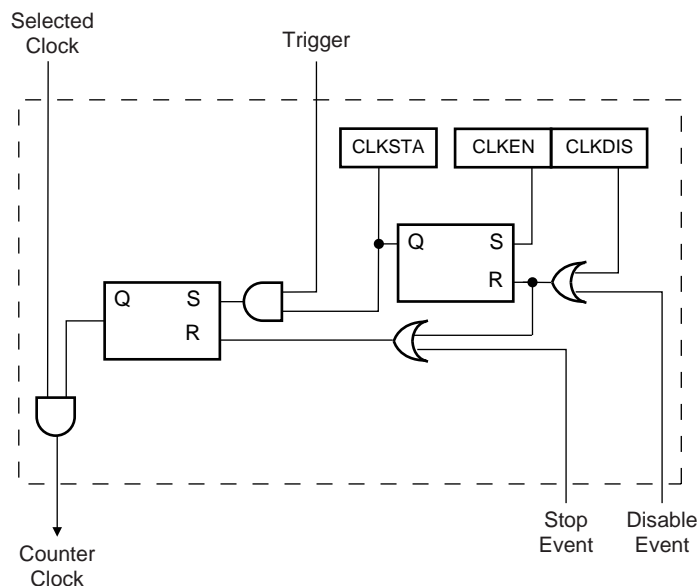 Selected
Clock
Trigger
CLKSTA
CLKEN
CLKDIS
Q
S
R
Q
S
R
Stop
Event
Disable
Event
Counter
Clock